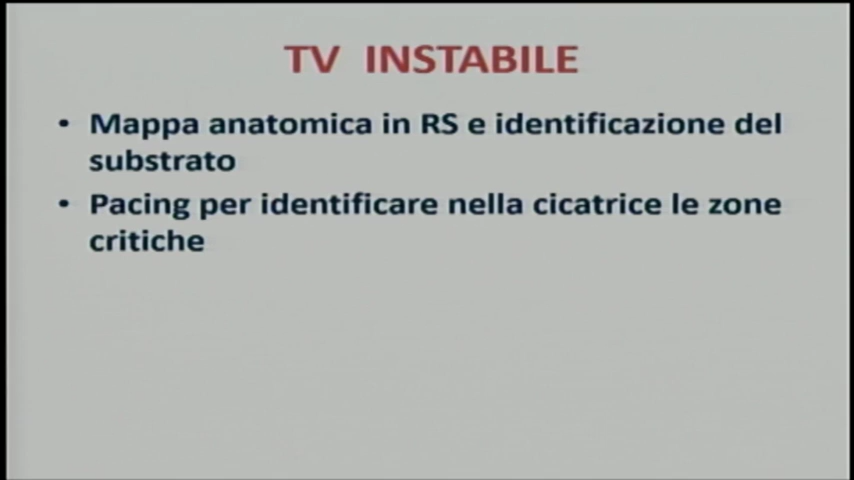 TV INSTABILE
• Mappa anatomica in RS e identificazione del
substrato
• Pacing per identificare nella cicatrice le zone
critiche